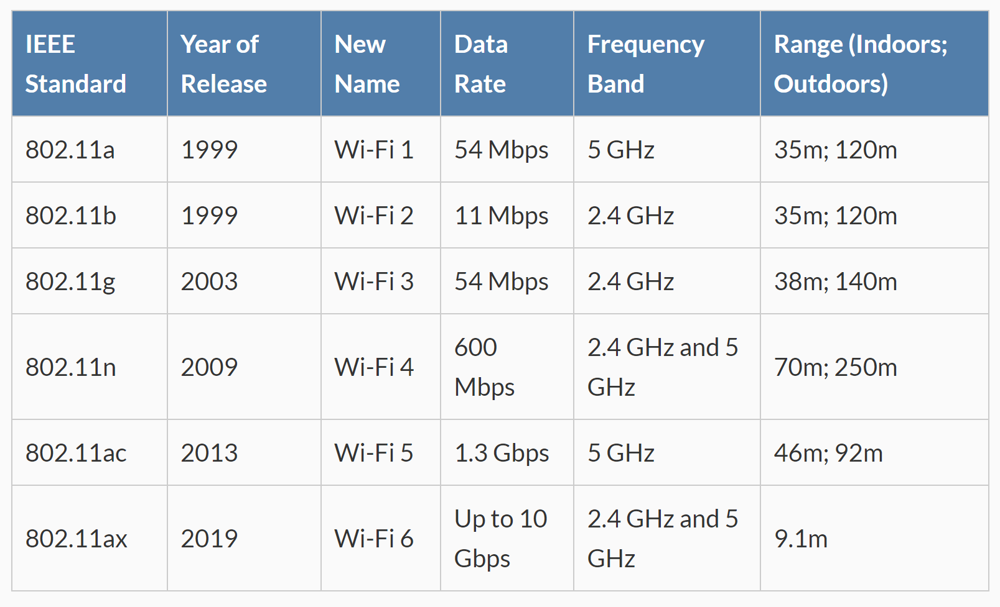 IEEE Standard | Year of Release | New Name | Data Rate | Frequency Band | Range (Indoors; Outdoors)
802.11a | 1999 | Wi-Fi 1 | 54 Mbps | 5 GHz | 35m; 120m
802.11b | 1999 | Wi-Fi 2 | 11 Mbps | 2.4 GHz | 35m; 120m
802.11g | 2003 | Wi-Fi 3 | 54 Mbps | 2.4 GHz | 38m; 140m
802.11n | 2009 | Wi-Fi 4 | 600 Mbps | 2.4 GHz and 5 GHz | 70m; 250m
802.11ac | 2013 | Wi-Fi 5 | 1.3 Gbps | 5 GHz | 46m; 92m
802.11ax | 2019 | Wi-Fi 6 | Up to 10 Gbps | 2.4 GHz and 5 GHz | 9.1m